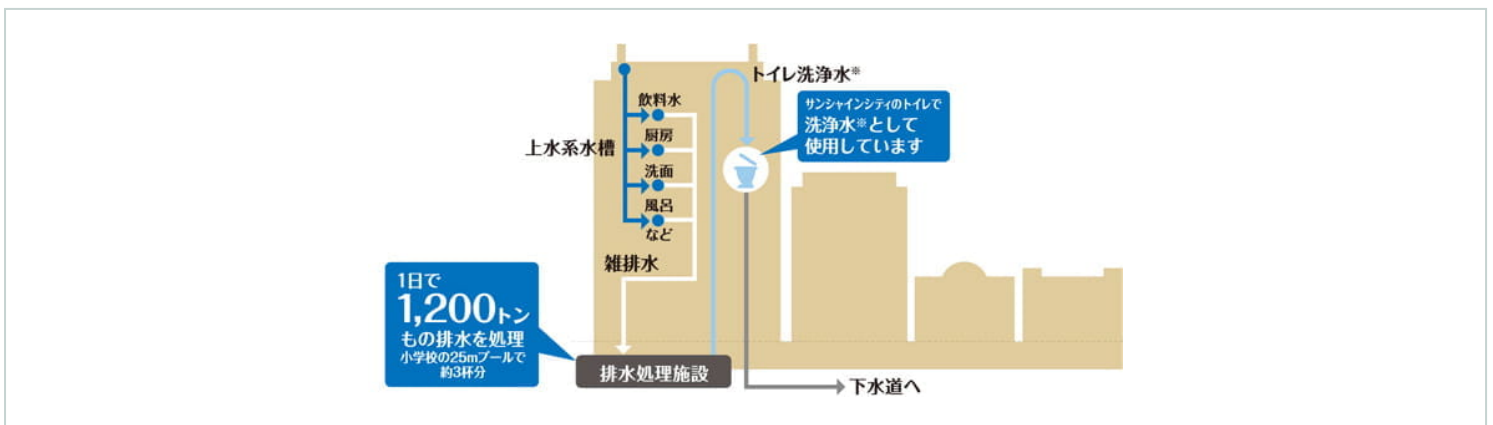 トイレ洗浄水※
サンシャインシティのトイレで
洗浄水※として
使用しています
上水系水槽
飲料水
厨房
洗面
風呂
など
雑排水
1日で
1,200トン
もの排水を処理
小学校の25mプールで
約3杯分
排水処理施設
下水道へ